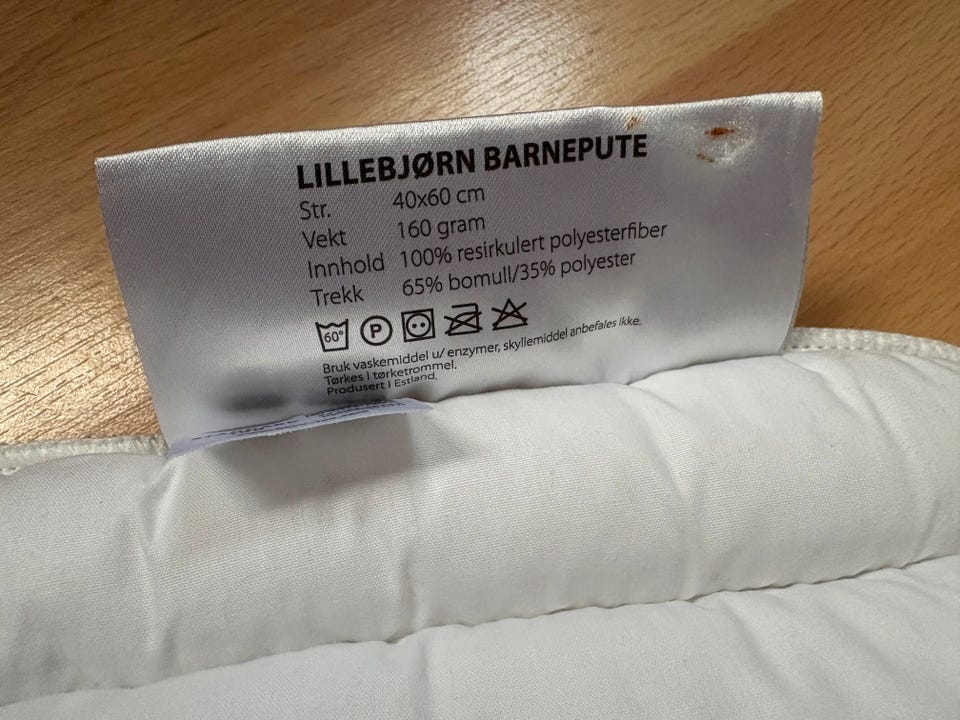 LILLEBJØRN BARNEPUTE
Str. 40x60 cm
Vekt 160 gram
Innhold 100% resirkulert polyesterfiber
Trekk 65% bomull/35% polyester
60° P
Bruk vaskemiddel u/ enzymer, skyllemiddel anbefales ikke.
Tørkes i tørketrommel.
Produsert i Estland.